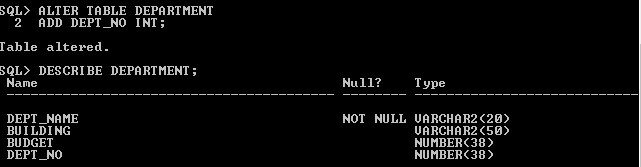 SQL> ALTER TABLE DEPARTMENT
  2  ADD DEPT_NO INT;
Table altered.
SQL> DESCRIBE DEPARTMENT;
 Name                                      Null?    Type
 ----------------------------------------- -------- ----------------------------
 DEPT_NAME                                 NOT NULL VARCHAR2(20)
 BUILDING                                           VARCHAR2(50)
 BUDGET                                             NUMBER(38)
 DEPT_NO                                            NUMBER(38)